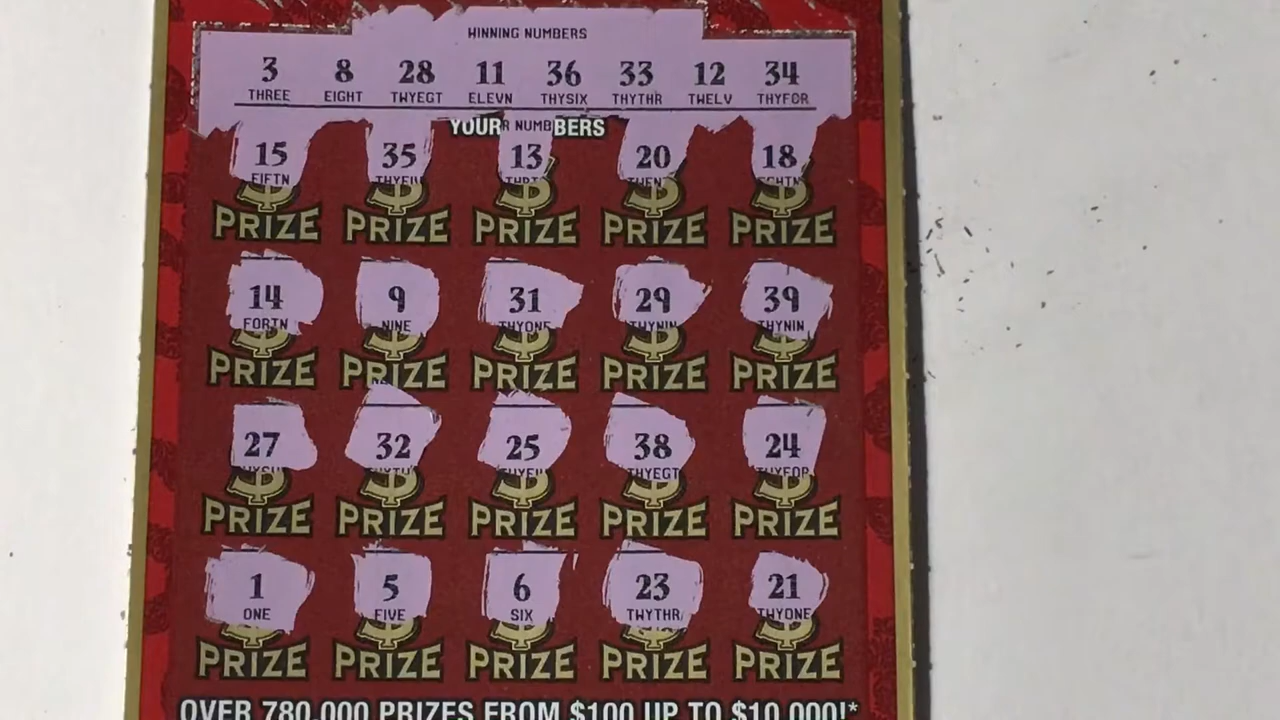 WINNING NUMBERS
3 8 28 11 36 33 12 34
THREE EIGHT TWYEGT ELEVN THYSIX THYTHR TWELV THYFOR
YOUR NUMBERS
15 35 13 20 18
FIFTN
PRIZE PRIZE PRIZE PRIZE PRIZE
14 9 31 29 39
FORTN NINE THYONE THYNIN
PRIZE PRIZE PRIZE PRIZE PRIZE
27 32 25 38 24
THYEGT
PRIZE PRIZE PRIZE PRIZE PRIZE
1 5 6 23 21
ONE FIVE SIX TWYTHR TWYONE
PRIZE PRIZE PRIZE PRIZE PRIZE
OVER 780,000 PRIZES FROM $100 UP TO $10,000!*